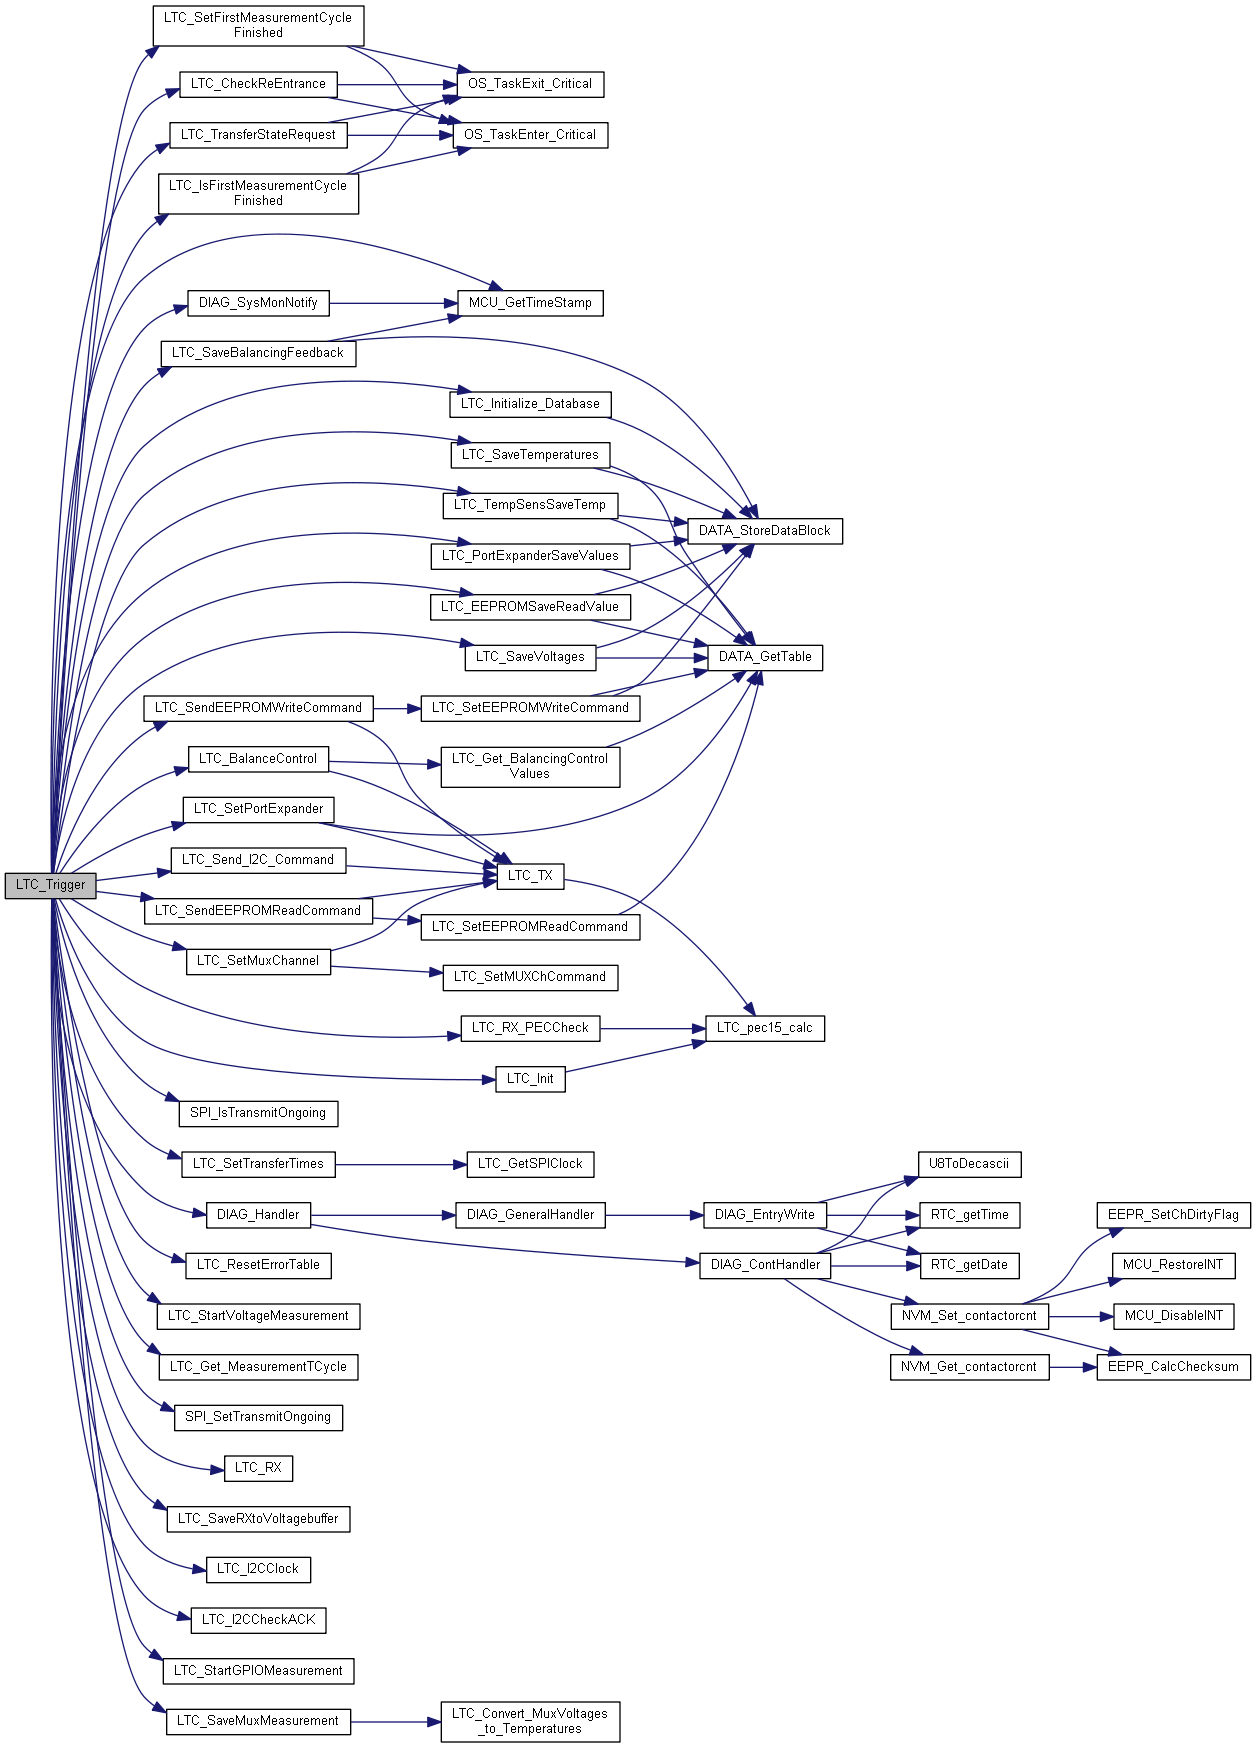 LTC_SetFirstMeasurementCycle
Finished
LTC_CheckReEntrance
OS_TaskExit_Critical
LTC_TransferStateRequest
OS_TaskEnter_Critical
LTC_IsFirstMeasurementCycle
Finished
DIAG_SysMonNotify
MCU_GetTimeStamp
LTC_SaveBalancingFeedback
LTC_Initialize_Database
LTC_SaveTemperatures
LTC_TempSensSaveTemp
DATA_StoreDataBlock
LTC_PortExpanderSaveValues
LTC_EEPROMSaveReadValue
LTC_SaveVoltages
DATA_GetTable
LTC_SendEEPROMWriteCommand
LTC_SetEEPROMWriteCommand
LTC_BalanceControl
LTC_Get_BalancingControl
Values
LTC_SetPortExpander
LTC_Send_I2C_Command
LTC_TX
LTC_Trigger
LTC_SendEEPROMReadCommand
LTC_SetEEPROMReadCommand
LTC_SetMuxChannel
LTC_SetMUXChCommand
LTC_RX_PECCheck
LTC_pec15_calc
LTC_Init
SPI_IsTransmitOngoing
LTC_SetTransferTimes
LTC_GetSPIClock
U8ToDecascii
DIAG_Handler
DIAG_GeneralHandler
DIAG_EntryWrite
RTC_getTime
EEPR_SetChDirtyFlag
LTC_ResetErrorTable
DIAG_ContHandler
RTC_getDate
MCU_RestoreINT
LTC_StartVoltageMeasurement
NVM_Set_contactorcnt
MCU_DisableINT
LTC_Get_MeasurementTCycle
NVM_Get_contactorcnt
EEPR_CalcChecksum
SPI_SetTransmitOngoing
LTC_RX
LTC_SaveRXtoVoltagebuffer
LTC_I2CClock
LTC_I2CCheckACK
LTC_StartGPIOMeasurement
LTC_SaveMuxMeasurement
LTC_Convert_MuxVoltages
_to_Temperatures